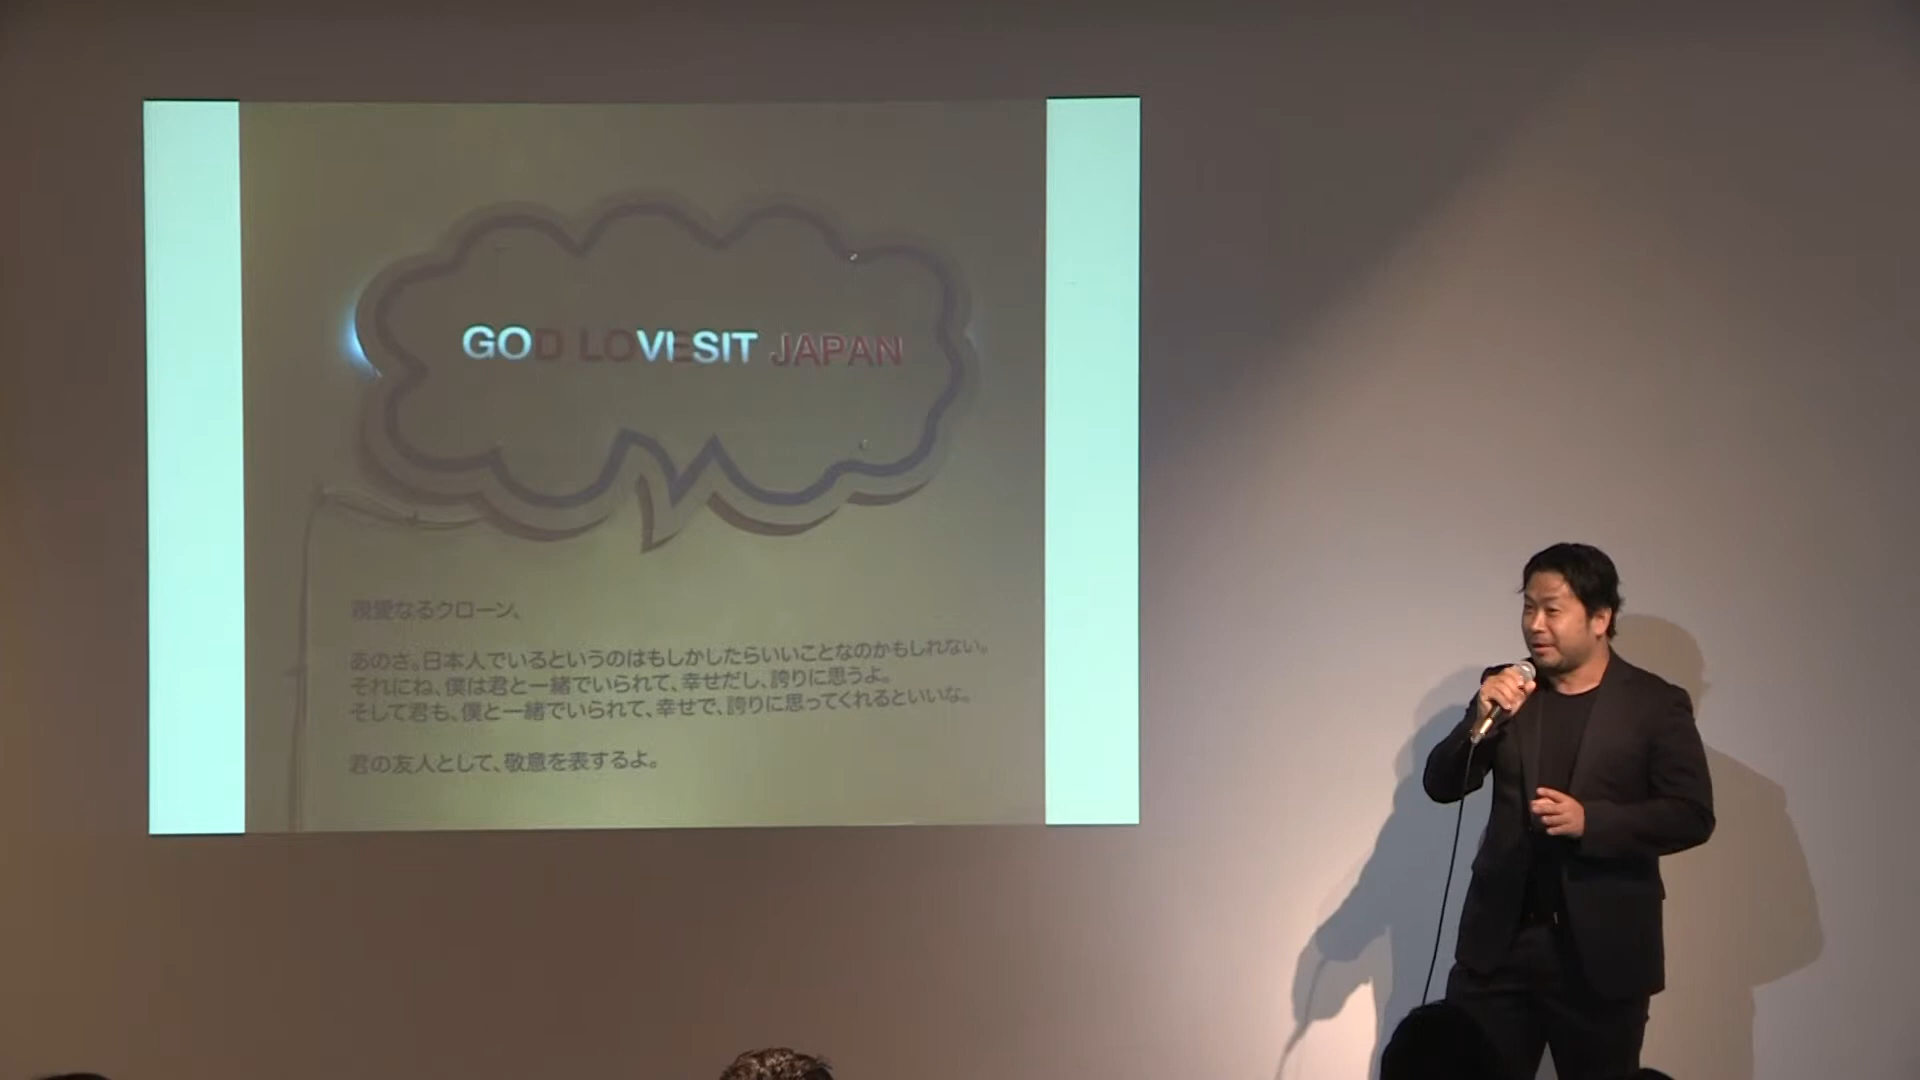 GOD LOVESIT JAPAN
親愛なるクローン、
あのさ。日本人でいるというのはもしかしたらいいことなのかもしれない。
それにね、僕は君と一緒でいられて、幸せだし、誇りに思うよ。
そして君も、僕と一緒でいられて、幸せで、誇りに思ってくれるといいな。
君の友人として、敬意を表するよ。